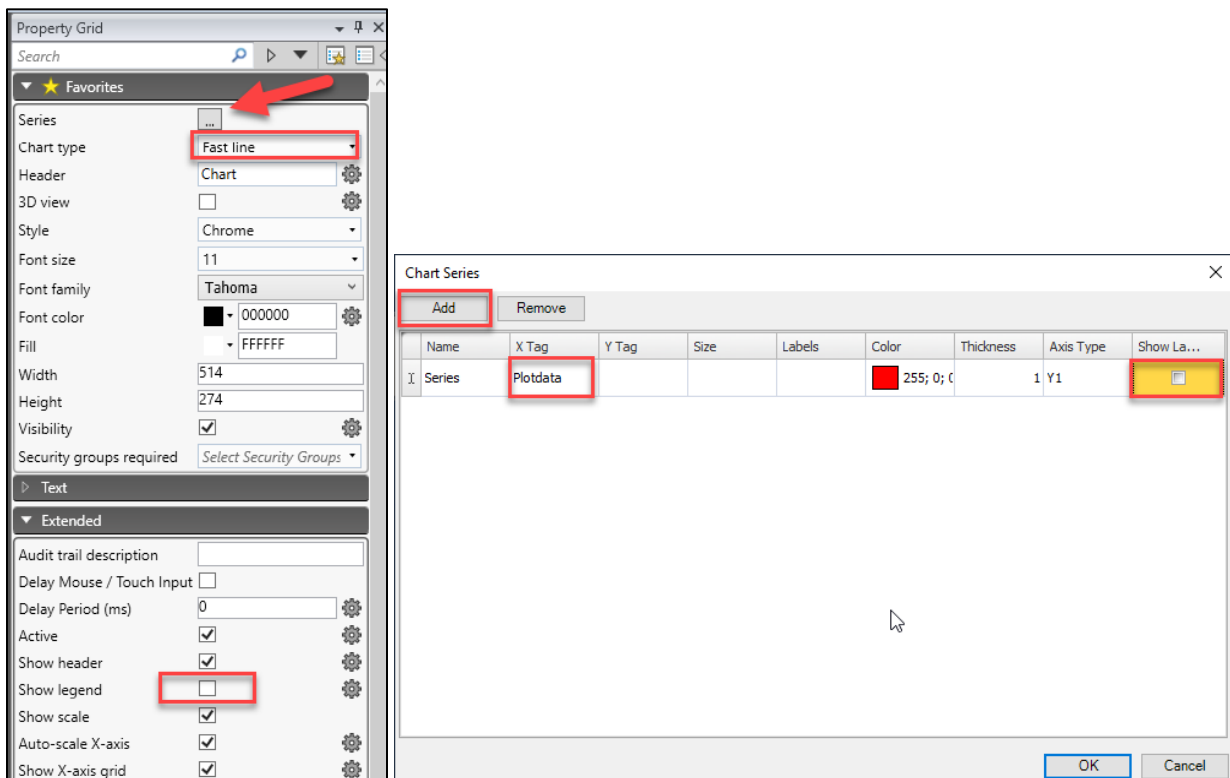 Property Grid
Search
Favorites
Series ...
Chart type Fast line
Header Chart
3D view
Style Chrome
Font size 11
Font family Tahoma
Font color 000000
Fill FFFFFF
Width 514
Height 274
Visibility
Security groups required Select Security Groups
Text
Extended
Audit trail description
Delay Mouse / Touch Input
Delay Period (ms) 0
Active
Show header
Show legend
Show scale
Auto-scale X-axis
Show X-axis grid
Chart Series
Add Remove
Name X Tag Y Tag Size Labels Color Thickness Axis Type Show La...
Series Plotdata 255; 0; 0 1 Y1
OK Cancel